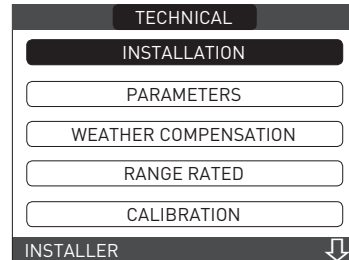 TECHNICAL
INSTALLATION
PARAMETERS
WEATHER COMPENSATION
RANGE RATED
CALIBRATION
INSTALLER